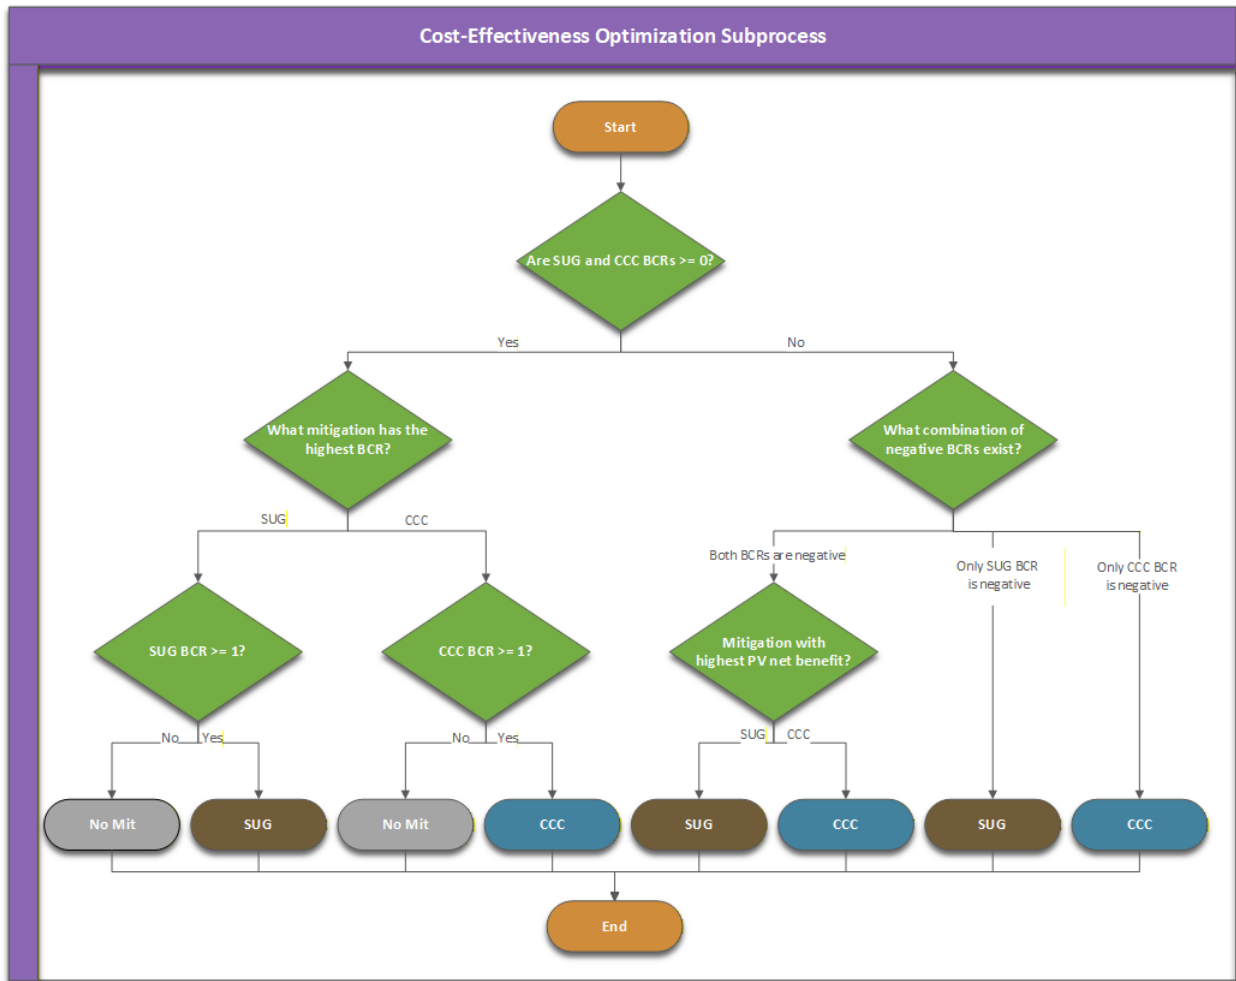 Cost-Effectiveness Optimization Subprocess
Start
Are SUG and CCC BCRs >= 0?
Yes
No
What mitigation has the
highest BCR?
What combination of
negative BCRs exist?
SUG
CCC
Both BCRs are negative
Only SUG BCR
is negative
Only CCC BCR
is negative
SUG BCR >= 1?
CCC BCR >= 1?
Mitigation with
highest PV net benefit?
No
Yes
No
Yes
SUG
CCC
No Mit
SUG
No Mit
CCC
SUG
CCC
SUG
CCC
End